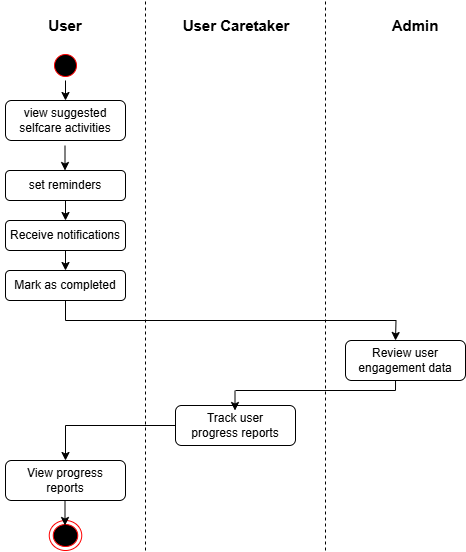 User
User Caretaker
Admin
view suggested
selfcare activities
set reminders
Receive notifications
Mark as completed
Review user
engagement data
Track user
progress reports
View progress
reports